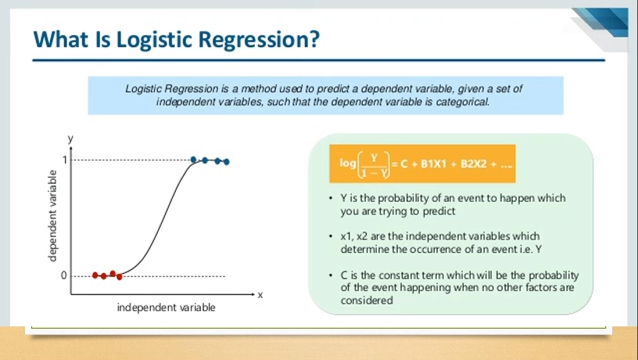 What Is Logistic Regression?
Logistic Regression is a method used to predict a dependent variable, given a set of
independent variables, such that the dependent variable is categorical.
y
1
dependent variable
0
x
independent variable
log(Y/1 − Y) = C + B1X1 + B2X2 + ....
• Y is the probability of an event to happen which
you are trying to predict
• x1, x2 are the independent variables which
determine the occurrence of an event i.e. Y
• C is the constant term which will be the probability
of the event happening when no other factors are
considered